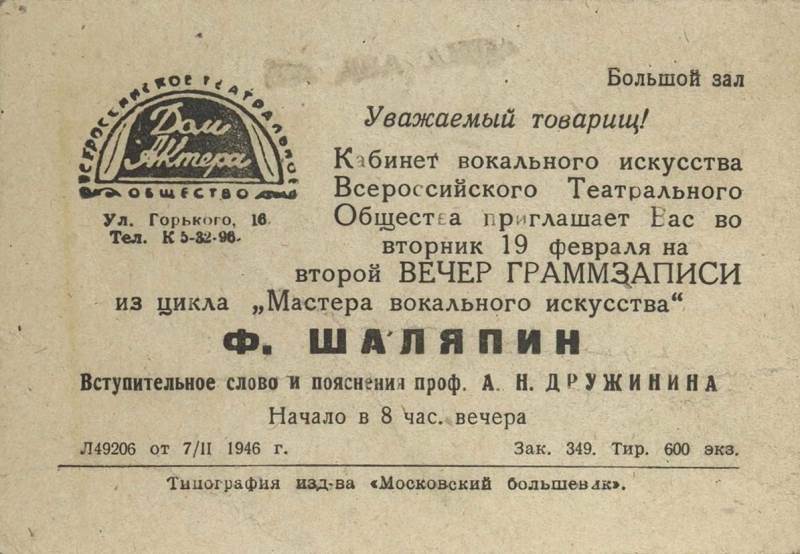 Большой зал
ВСЕРОССИЙСКОЕ ТЕАТРАЛЬНОЕ
Дом
Актера
ОБЩЕСТВО
Ул. Горького, 16
Тел. К 5-32-96.
Уважаемый товарищ!
Кабинет вокального искусства
Всероссийского Театрального
Общества приглашает Вас во
вторник 19 февраля на
второй ВЕЧЕР ГРАММЗАПИСИ
из цикла „Мастера вокального искусства“
Ф. ШАЛЯПИН
Вступительное слово и пояснения проф. А. Н. ДРУЖИНИНА
Начало в 8 час. вечера
Л49206 от 7/II 1946 г. Зак. 349. Тир. 600 экз.
Типография изд-ва «Московский большевик».